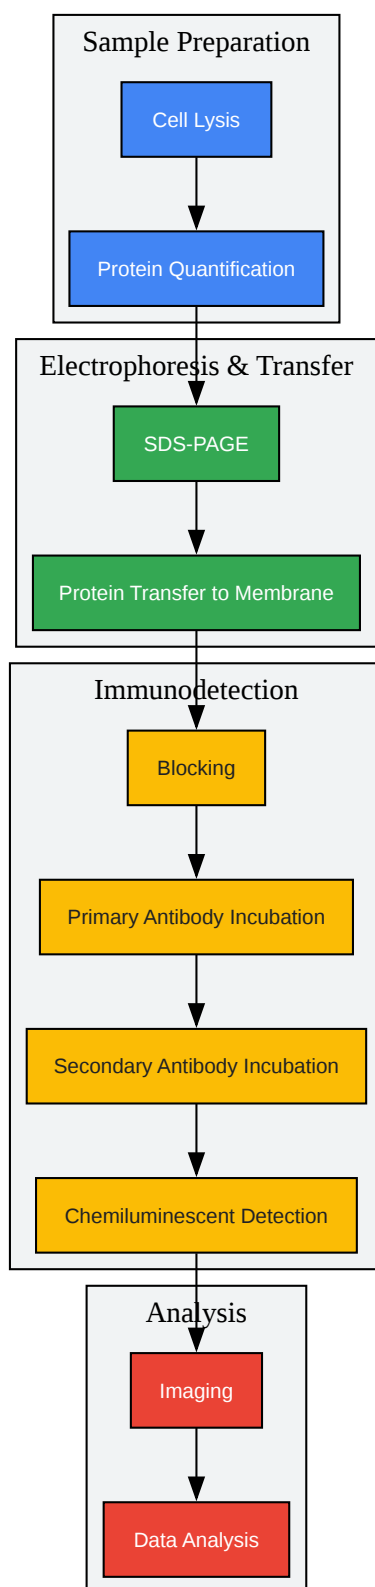 Sample Preparation
Cell Lysis
Protein Quantification
Electrophoresis & Transfer
SDS-PAGE
Protein Transfer to Membrane
Immunodetection
Blocking
Primary Antibody Incubation
Secondary Antibody Incubation
Chemiluminescent Detection
Analysis
Imaging
Data Analysis